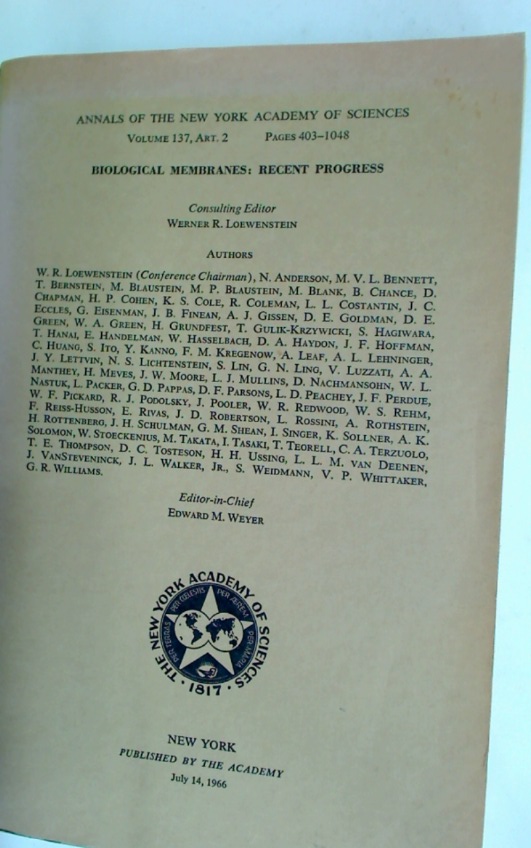 ANNALS OF THE NEW YORK ACADEMY OF SCIENCES
VOLUME 137, ART. 2 PAGES 403–1048
BIOLOGICAL MEMBRANES: RECENT PROGRESS
Consulting Editor
WERNER R. LOEWENSTEIN
AUTHORS
W. R. LOEWENSTEIN (Conference Chairman), N. ANDERSON, M. V. L. BENNETT,
T. BERNSTEIN, M. BLAUSTEIN, M. P. BLAUSTEIN, M. BLANK, B. CHANCE, D.
CHAPMAN, H. P. COHEN, K. S. COLE, R. COLEMAN, L. L. COSTANTIN, J. C.
ECCLES, G. EISENMAN, J. B. FINEAN, A. J. GISSEN, D. E. GOLDMAN, D. E.
GREEN, W. A. GREEN, H. GRUNDFEST, T. GULIK-KRZYWICKI, S. HAGIWARA,
T. HANAI, E. HANDELMAN, W. HASSELBACH, D. A. HAYDON, J. F. HOFFMAN,
C. HUANG, S. ITO, Y. KANNO, F. M. KREGENOW, A. LEAF, A. L. LEHNINGER,
J. Y. LETTVIN, N. S. LICHTENSTEIN, S. LIN, G. N. LING, V. LUZZATI, A. A.
MANTHEY, H. MEVES, J. W. MOORE, L. J. MULLINS, D. NACHMANSOHN, W. L.
NASTUK, L. PACKER, G. D. PAPPAS, D. F. PARSONS, L. D. PEACHEY, J. F. PERDUE,
W. F. PICKARD, R. J. PODOLSKY, J. POOLER, W. R. REDWOOD, W. S. REHM,
F. REISS-HUSSON, E. RIVAS, J. D. ROBERTSON, L. ROSSINI, A. ROTHSTEIN,
H. ROTTENBERG, J. H. SCHULMAN, G. M. SHEAN, I. SINGER, K. SOLLNER, A. K.
SOLOMON, W. STOECKENIUS, M. TAKATA, I. TASAKI, T. TEORELL, C. A. TERZUOLO,
T. E. THOMPSON, D. C. TOSTESON, H. H. USSING, L. L. M. VAN DEENEN,
J. VANSTEVENINCK, J. L. WALKER, JR., S. WEIDMANN, V. P. WHITTAKER,
G. R. WILLIAMS.
Editor-in-Chief
EDWARD M. WEYER
THE NEW YORK ACADEMY OF SCIENCES
1817
NEW YORK
PUBLISHED BY THE ACADEMY
July 14, 1966